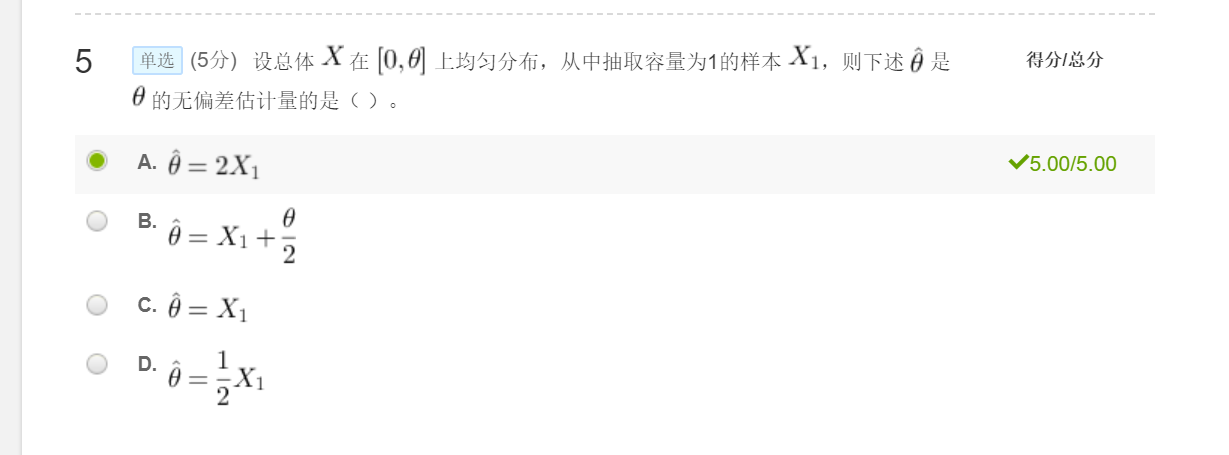 5 单选 (5分) 设总体 X 在 [0,θ] 上均匀分布，从中抽取容量为1的样本 X₁，则下述 θ̂ 是 得分/总分
θ 的无偏差估计量的是（ ）。
A. θ̂ = 2X₁ ✔5.00/5.00
B. θ̂ = X₁ + θ/2
C. θ̂ = X₁
D. θ̂ = 1/2 X₁